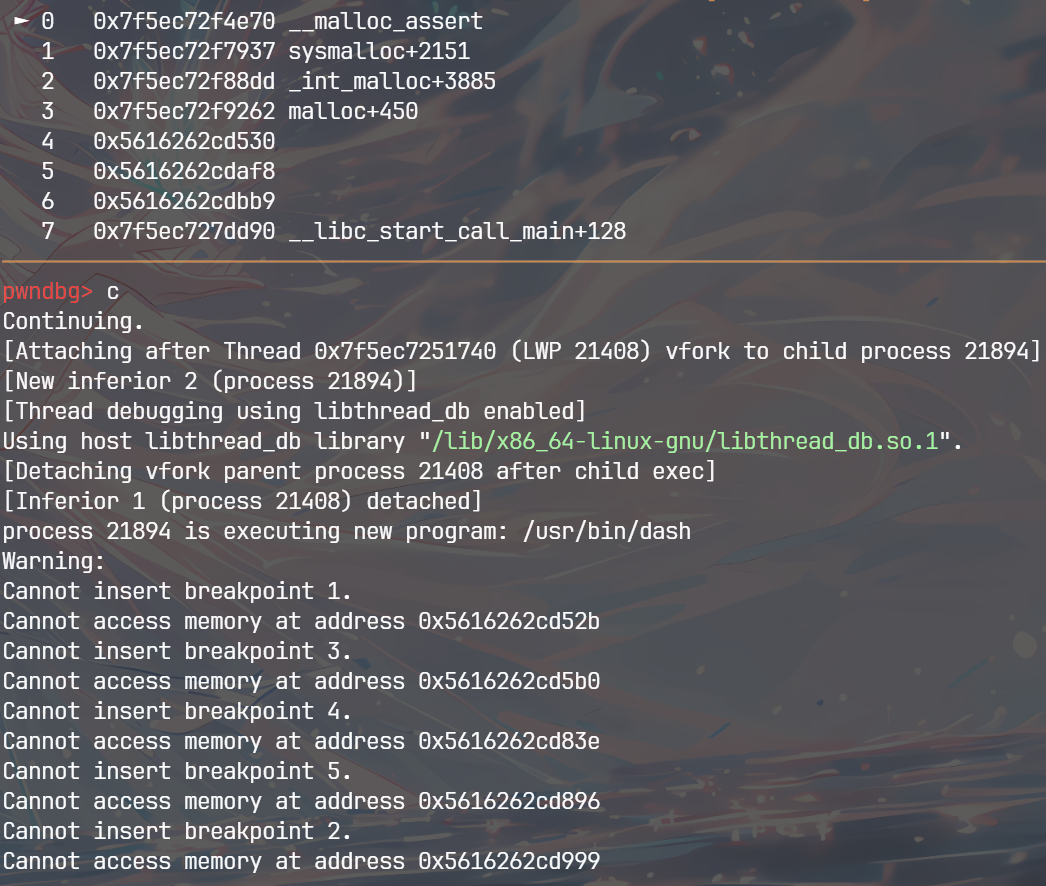 ► 0   0x7f5ec72f4e70 __malloc_assert
1   0x7f5ec72f7937 sysmalloc+2151
2   0x7f5ec72f88dd _int_malloc+3885
3   0x7f5ec72f9262 malloc+450
4   0x5616262cd530
5   0x5616262cdaf8
6   0x5616262cdbb9
7   0x7f5ec727dd90 __libc_start_call_main+128
pwndbg> c
Continuing.
[Attaching after Thread 0x7f5ec7251740 (LWP 21408) vfork to child process 21894]
[New inferior 2 (process 21894)]
[Thread debugging using libthread_db enabled]
Using host libthread_db library "/lib/x86_64-linux-gnu/libthread_db.so.1".
[Detaching vfork parent process 21408 after child exec]
[Inferior 1 (process 21408) detached]
process 21894 is executing new program: /usr/bin/dash
Warning:
Cannot insert breakpoint 1.
Cannot access memory at address 0x5616262cd52b
Cannot insert breakpoint 3.
Cannot access memory at address 0x5616262cd5b0
Cannot insert breakpoint 4.
Cannot access memory at address 0x5616262cd83e
Cannot insert breakpoint 5.
Cannot access memory at address 0x5616262cd896
Cannot insert breakpoint 2.
Cannot access memory at address 0x5616262cd999